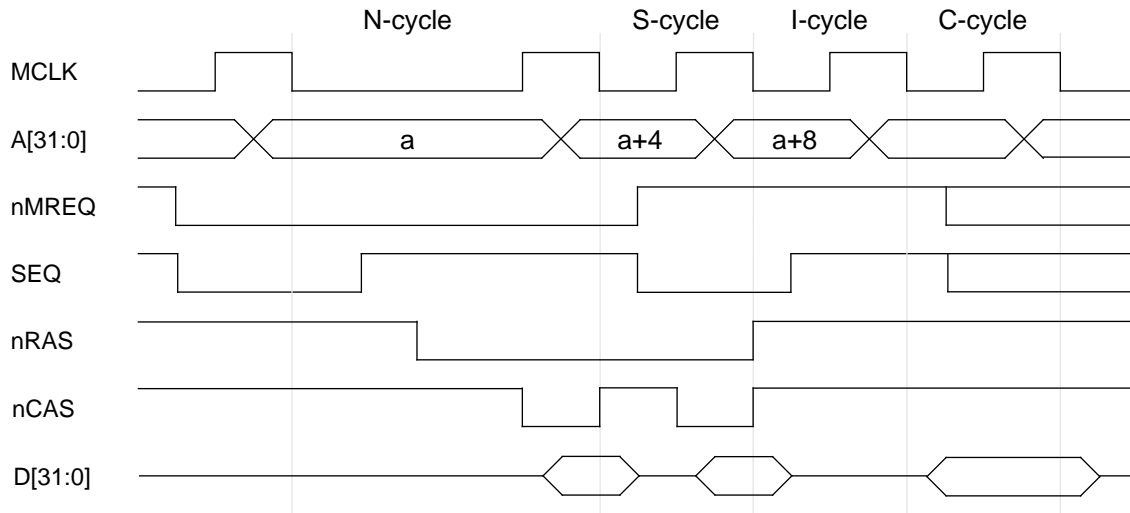 N-cycle S-cycle I-cycle C-cycle
MCLK
A[31:0] a a+4 a+8
nMREQ
SEQ
nRAS
nCAS
D[31:0]